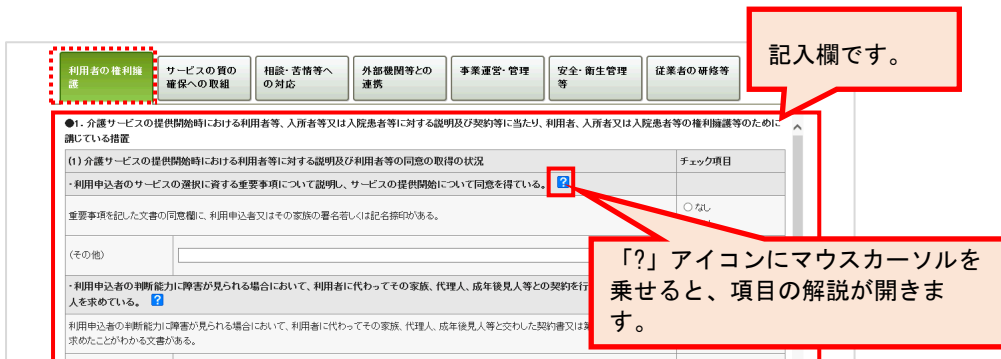 利用者の権利擁
護
サービスの質の
確保への取組
相談・苦情等へ
の対応
外部機関等との
連携
事業運営・管理
安全・衛生管理
等
従業者の研修等
記入欄です。
●1．介護サービスの提供開始時における利用者等、入所者等又は入院患者等に対する説明及び契約等に当たり、利用者、入所者又は入院患者等の権利擁護等のために
講じている措置
(1)介護サービスの提供開始時における利用者等に対する説明及び利用者等の同意の取得の状況
チェック項目
・利用申込者のサービスの選択に資する重要事項について説明し、サービスの提供開始について同意を得ている。 ?
重要事項を記した文書の同意欄に、利用申込者又はその家族の署名若しくは記名捺印がある。
なし
(その他)
「?」アイコンにマウスカーソルを
乗せると、項目の解説が開きま
す。
・利用申込者の判断能力に障害が見られる場合において、利用者に代わってその家族、代理人、成年後見人等との契約を行
人を求めている。 ?
利用申込者の判断能力に障害が見られる場合において、利用者に代わってその家族、代理人、成年後見人等と交わした契約書又は
求めたことがわかる文書がある。